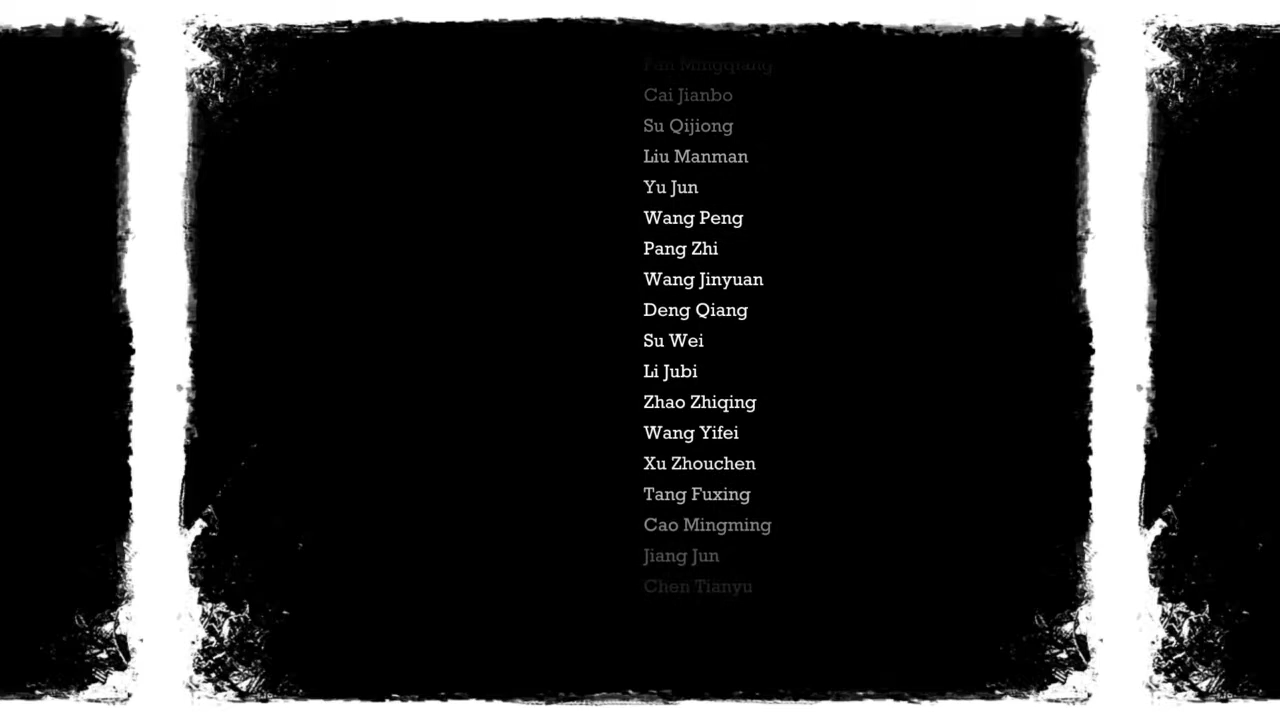 Mingqiang
Cai Jianbo
Su Qijiong
Liu Manman
Yu Jun
Wang Peng
Pang Zhi
Wang Jinyuan
Deng Qiang
Su Wei
Li Jubi
Zhao Zhiqing
Wang Yifei
Xu Zhouchen
Tang Fuxing
Cao Mingming
Jiang Jun
Chen Tianyu